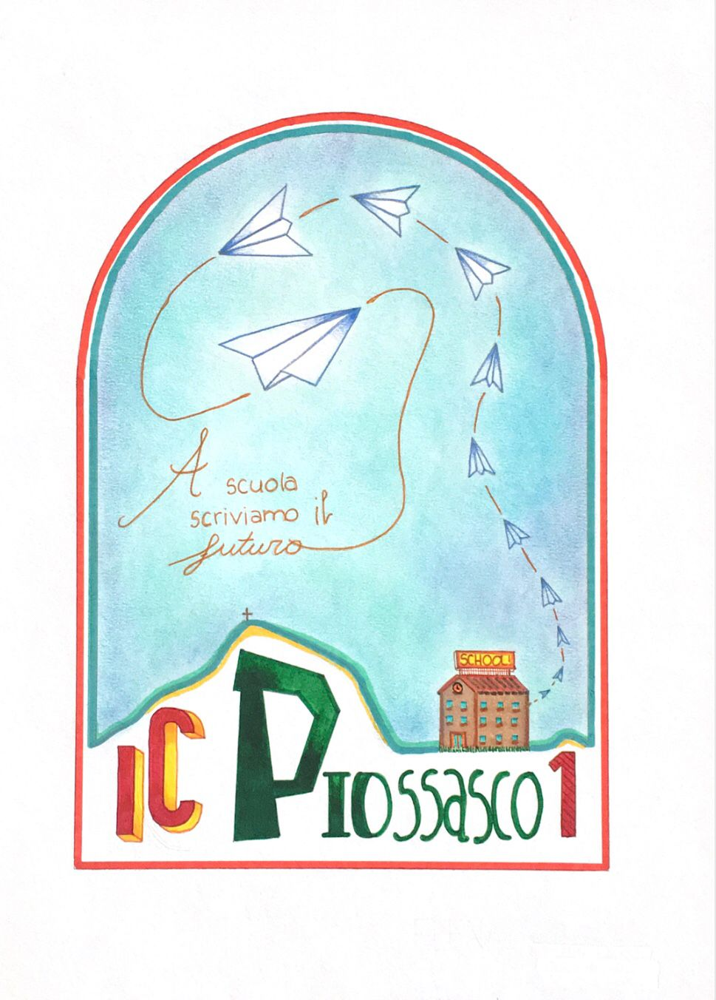 A scuola
scriviamo il
futuro
SCHOOL!
IC PIOssasco 1